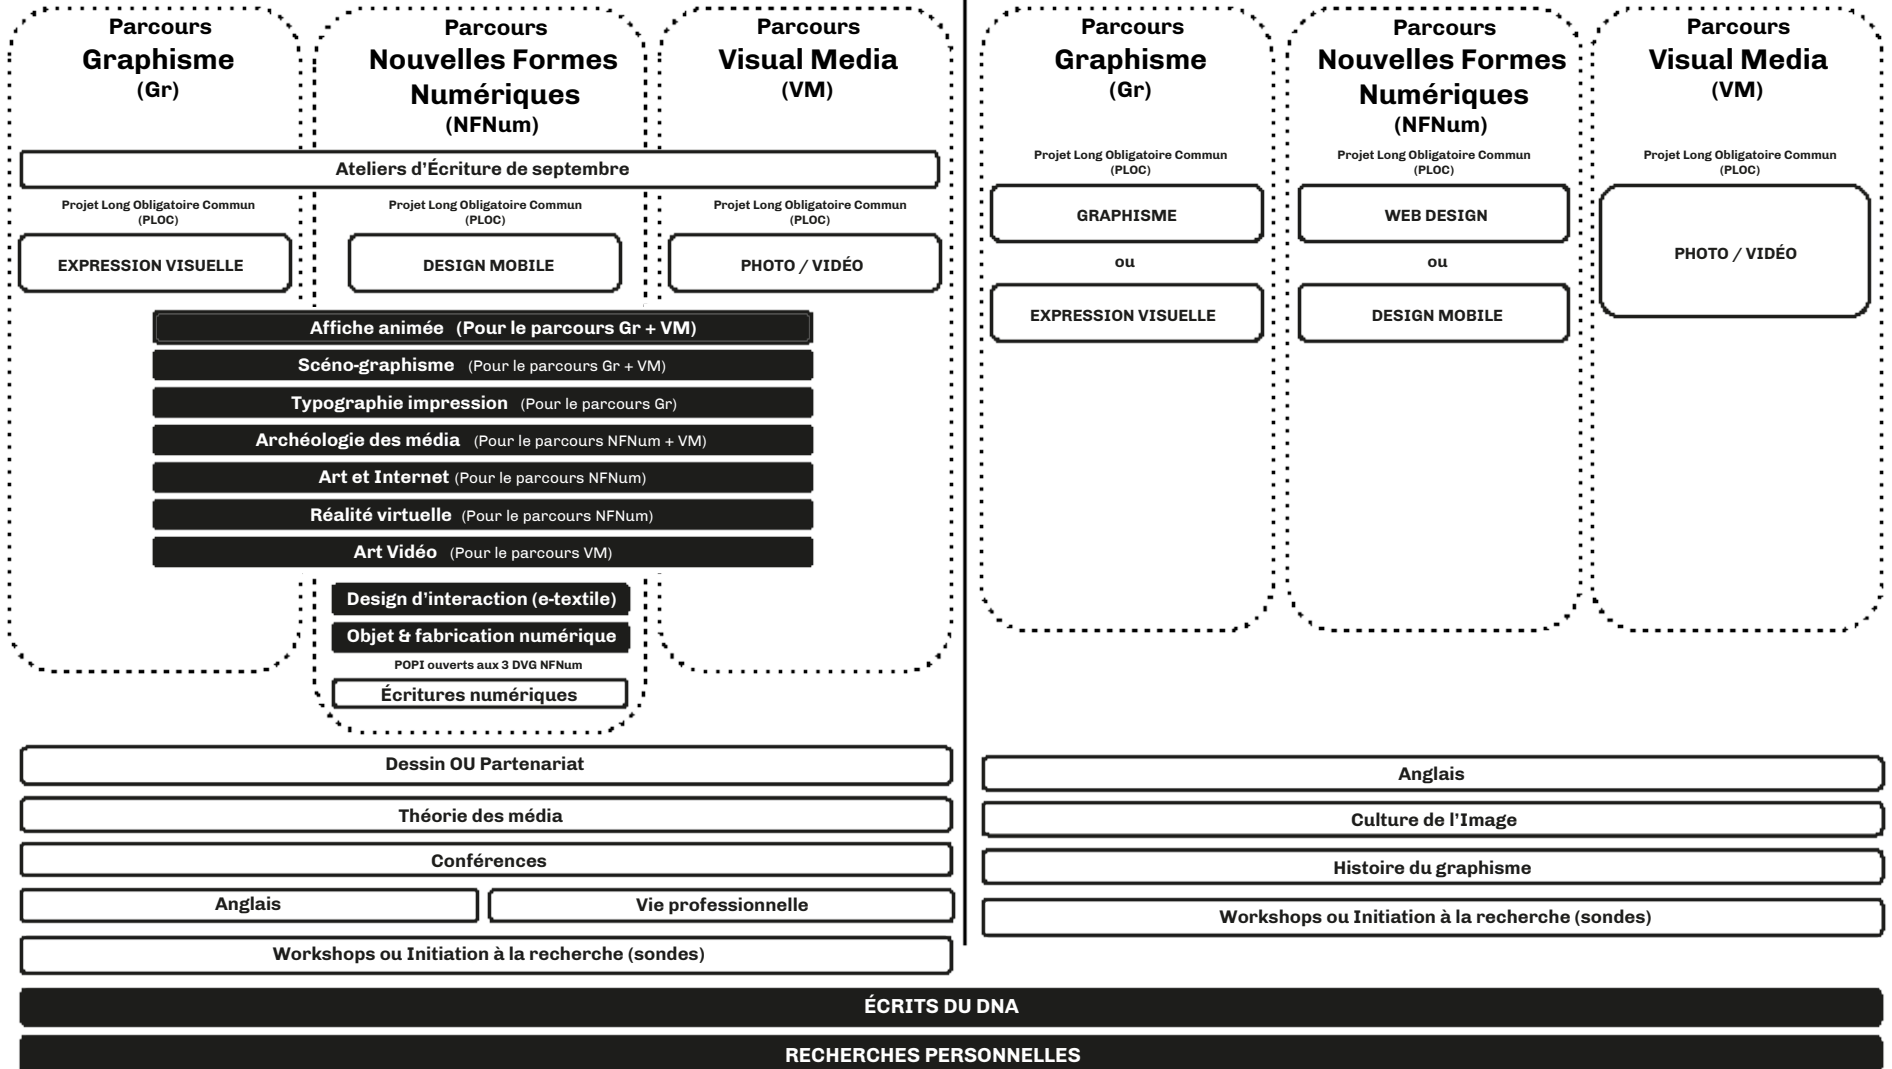 Parcours
Graphisme
(Gr)
Parcours
Nouvelles Formes
Numériques
(NFNum)
Parcours
Visual Media
(VM)
Ateliers d’Écriture de septembre
Projet Long Obligatoire Commun
(PLOC)
EXPRESSION VISUELLE
Projet Long Obligatoire Commun
(PLOC)
DESIGN MOBILE
Projet Long Obligatoire Commun
(PLOC)
PHOTO / VIDÉO
Affiche animée (Pour le parcours Gr + VM)
Scéno-graphisme (Pour le parcours Gr + VM)
Typographie impression (Pour le parcours Gr)
Archéologie des média (Pour le parcours NFNum + VM)
Art et Internet (Pour le parcours NFNum)
Réalité virtuelle (Pour le parcours NFNum)
Art Vidéo (Pour le parcours VM)
Design d’interaction (e-textile)
Objet & fabrication numérique
POPI ouverts aux 3 DVG NFNum
Écritures numériques
Dessin OU Partenariat
Théorie des média
Conférences
Anglais
Vie professionnelle
Workshops ou Initiation à la recherche (sondes)
Parcours
Graphisme
(Gr)
Projet Long Obligatoire Commun
(PLOC)
GRAPHISME
ou
EXPRESSION VISUELLE
Parcours
Nouvelles Formes
Numériques
(NFNum)
Projet Long Obligatoire Commun
(PLOC)
WEB DESIGN
ou
DESIGN MOBILE
Parcours
Visual Media
(VM)
Projet Long Obligatoire Commun
(PLOC)
PHOTO / VIDÉO
Anglais
Culture de l’Image
Histoire du graphisme
Workshops ou Initiation à la recherche (sondes)
ÉCRITS DU DNA
RECHERCHES PERSONNELLES